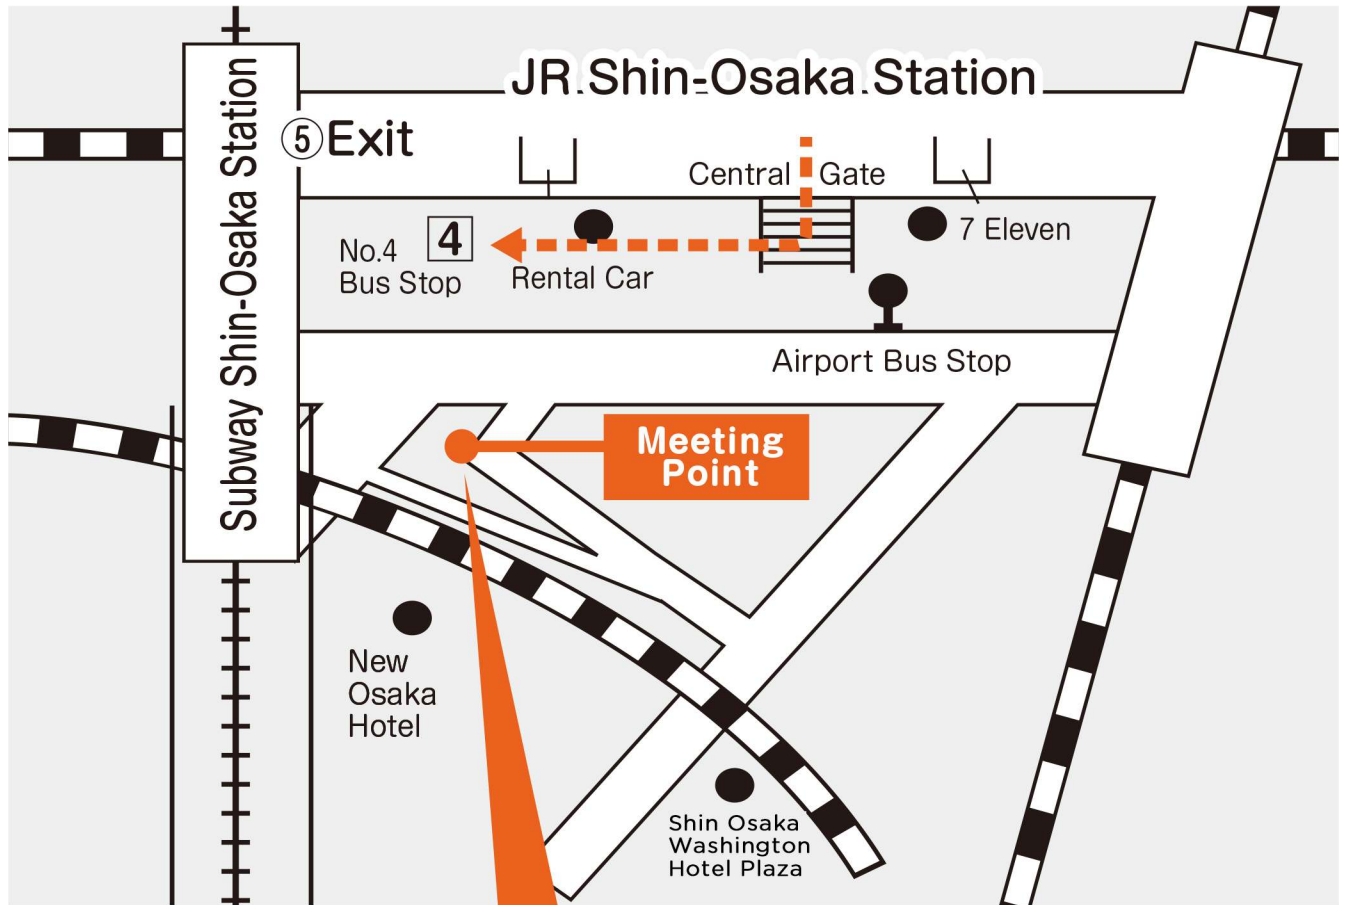 JR Shin-Osaka Station
Subway Shin-Osaka Station
⑤Exit
Central Gate
7 Eleven
No.4
Bus Stop
4
Rental Car
Airport Bus Stop
Meeting
Point
New
Osaka
Hotel
Shin Osaka
Washington
Hotel Plaza